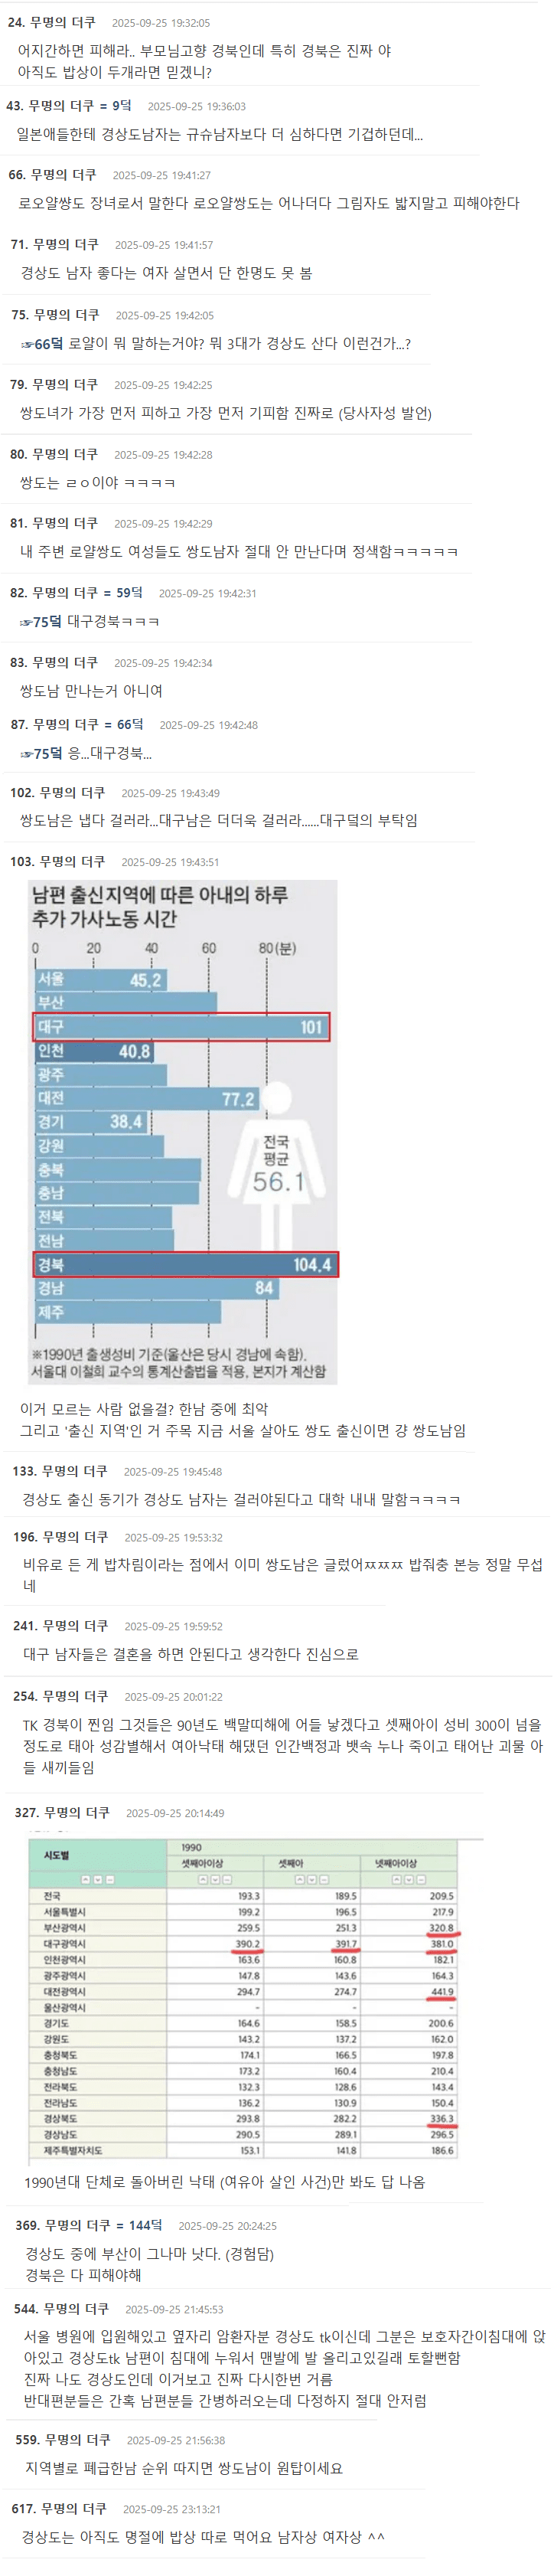 24. 무명의 더쿠 2025-09-25 19:32:05
어지간하면 피해라.. 부모님고향 경북인데 특히 경북은 진짜 야
아직도 밥상이 두개라면 믿겠니?
43. 무명의 더쿠 = 9덬 2025-09-25 19:36:03
일본애들한테 경상도남자는 규슈남자보다 더 심하다면 기겁하던데...
66. 무명의 더쿠 2025-09-25 19:41:27
로오얄쌍도 장녀로서 말한다 로오얄쌍도는 어나더다 그림자도 밟지말고 피해야한다
71. 무명의 더쿠 2025-09-25 19:41:57
경상도 남자 좋다는 여자 살면서 단 한명도 못 봄
75. 무명의 더쿠 2025-09-25 19:42:05
☞66덬 로얄이 뭐 말하는거야? 뭐 3대가 경상도 산다 이런건가...?
79. 무명의 더쿠 2025-09-25 19:42:25
쌍도녀가 가장 먼저 피하고 가장 먼저 기피함 진짜로 (당사자성 발언)
80. 무명의 더쿠 2025-09-25 19:42:28
쌍도는 ㄹㅇ이야 ㅋㅋㅋㅋ
81. 무명의 더쿠 2025-09-25 19:42:29
내 주변 로얄쌍도 여성들도 쌍도남자 절대 안 만난다며 정색함ㅋㅋㅋㅋㅋ
82. 무명의 더쿠 = 59덬 2025-09-25 19:42:31
☞75덬 대구경북ㅋㅋㅋ
83. 무명의 더쿠 2025-09-25 19:42:34
쌍도남 만나는거 아니여
87. 무명의 더쿠 = 66덬 2025-09-25 19:42:48
☞75덬 응...대구경북...
102. 무명의 더쿠 2025-09-25 19:43:49
쌍도남은 냅다 걸러라...대구남은 더더욱 걸러라......대구덬의 부탁임
103. 무명의 더쿠 2025-09-25 19:43:51
남편 출신지역에 따른 아내의 하루
추가 가사노동 시간
0 20 40 60 80(분)
서울 45.2
부산
대구 101
인천 40.8
광주
대전 77.2
경기 38.4
강원
전국
평균
56.1
충북
충남
전북
전남
경북 104.4
경남 84
제주
※1990년 출생성비 기준(울산은 당시 경남에 속함),
서울대 이철희 교수의 통계산출법을 적용, 본지가 계산함
이거 모르는 사람 없을걸? 한남 중에 최악
그리고 '출신 지역'인 거 주목 지금 서울 살아도 쌍도 출신이면 걍 쌍도남임
133. 무명의 더쿠 2025-09-25 19:45:48
경상도 출신 동기가 경상도 남자는 걸러야된다고 대학 내내 말함ㅋㅋㅋㅋ
196. 무명의 더쿠 2025-09-25 19:53:32
비유로 든 게 밥차림이라는 점에서 이미 쌍도남은 글렀어ㅉㅉㅉ 밥줘충 본능 정말 무섭
네
241. 무명의 더쿠 2025-09-25 19:59:52
대구 남자들은 결혼을 하면 안된다고 생각한다 진심으로
254. 무명의 더쿠 2025-09-25 20:01:22
TK 경북이 찐임 그것들은 90년도 백말띠해에 어들 낳겠다고 셋째아이 성비 300이 넘을
정도로 태아 성감별해서 여아낙태 해댔던 인간백정과 뱃속 누나 죽이고 태어난 괴물 아
들 새끼들임
327. 무명의 더쿠 2025-09-25 20:14:49
시도별 1990
셋째아이상 셋째아 넷째아이상
전국 193.3 189.5 209.5
서울특별시 199.2 196.5 217.9
부산광역시 259.5 251.3 320.8
대구광역시 390.2 391.7 381.0
인천광역시 163.6 160.8 182.1
광주광역시 147.8 143.6 164.3
대전광역시 294.7 274.7 441.9
울산광역시 - - -
경기도 164.6 158.5 200.6
강원도 143.2 137.2 162.0
충청북도 174.1 166.5 197.8
충청남도 173.2 160.4 210.4
전라북도 132.3 128.6 143.4
전라남도 136.2 130.9 150.4
경상북도 293.8 282.2 336.3
경상남도 290.5 289.1 296.5
제주특별자치도 153.1 141.8 186.6
1990년대 단체로 돌아버린 낙태 (여유아 살인 사건)만 봐도 답 나옴
369. 무명의 더쿠 = 144덬 2025-09-25 20:24:25
경상도 중에 부산이 그나마 낫다. (경험담)
경북은 다 피해야해
544. 무명의 더쿠 2025-09-25 21:45:53
서울 병원에 입원해있고 옆자리 암환자분 경상도 tk이신데 그분은 보호자간이침대에 앉
아있고 경상도tk 남편이 침대에 누워서 맨발에 발 올리고있길래 토할뻔함
진짜 나도 경상도인데 이거보고 진짜 다시한번 거름
반대편분들은 간혹 남편분들 간병하러오는데 다정하지 절대 안저럼
559. 무명의 더쿠 2025-09-25 21:56:38
지역별로 폐급한남 순위 따지면 쌍도남이 원탑이세요
617. 무명의 더쿠 2025-09-25 23:13:21
경상도는 아직도 명절에 밥상 따로 먹어요 남자상 여자상 ^^